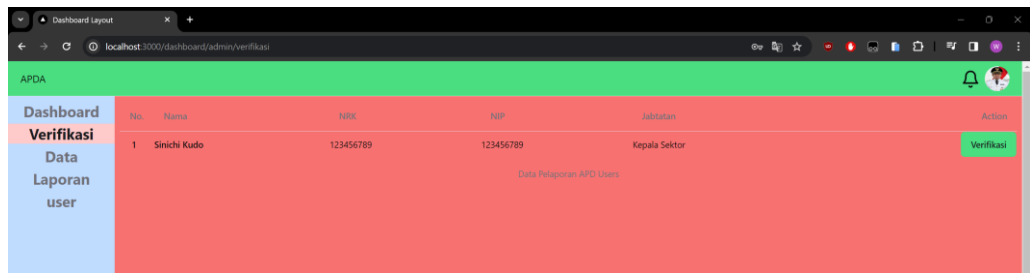 Dashboard Layout
localhost:3000/dashboard/admin/verifikasi
APDA
Dashboard
Verifikasi
Data
Laporan
user
No. Nama NRK NIP Jabtatan Action
1 Sinichi Kudo 123456789 123456789 Kepala Sektor Verifikasi
Data Pelaporan APD Users